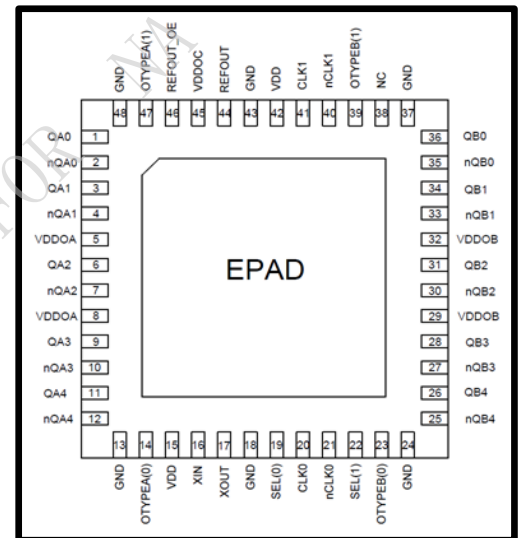 GND OTYPEA(1) REFOUT_OE VDDOC REFOUT GND VDD CLK1 nCLK1 OTYPEB(1) NC GND
48 47 46 45 44 43 42 41 40 39 38 37
QA0 1 36 QB0
nQA0 2 35 nQB0
QA1 3 34 QB1
nQA1 4 33 nQB1
VDDOA 5 32 VDDOB
QA2 6 31 QB2
EPAD
nQA2 7 30 nQB2
VDDOA 8 29 VDDOB
QA3 9 28 QB3
nQA3 10 27 nQB3
QA4 11 26 QB4
nQA4 12 25 nQB4
13 14 15 16 17 18 19 20 21 22 23 24
GND OTYPEA(0) VDD XIN XOUT GND SEL(0) CLK0 nCLK0 SEL(1) OTYPEB(0) GND
FOR NA